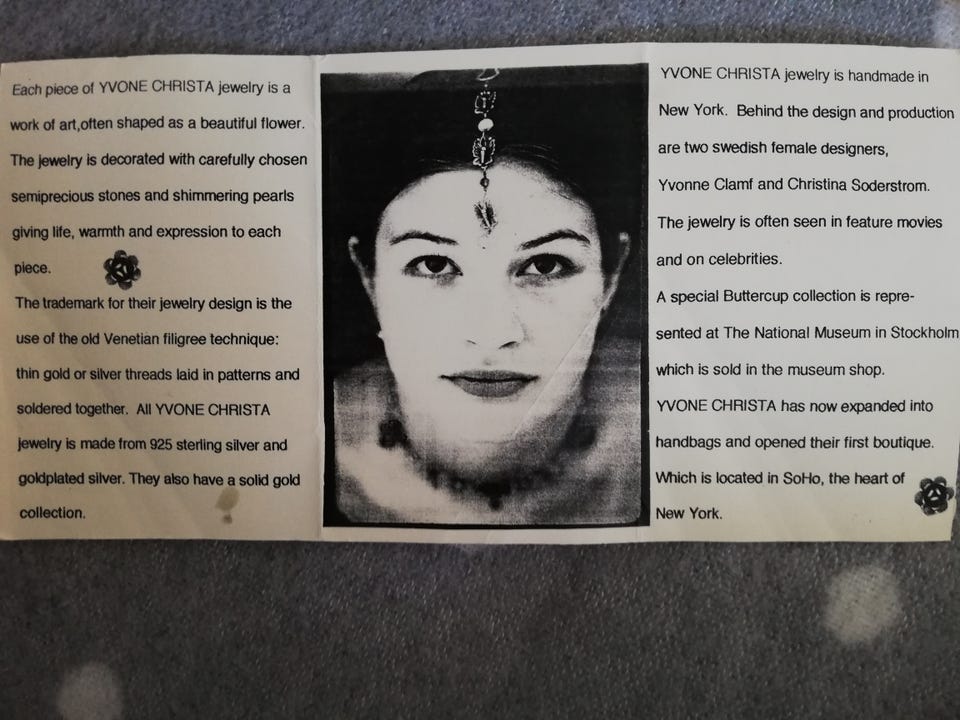 Each piece of YVONE CHRISTA jewelry is a
work of art,often shaped as a beautiful flower.
The jewelry is decorated with carefully chosen
semiprecious stones and shimmering pearls
giving life, warmth and expression to each
piece.
The trademark for their jewelry design is the
use of the old Venetian filigree technique:
thin gold or silver threads laid in patterns and
soldered together. All YVONE CHRISTA
jewelry is made from 925 sterling silver and
goldplated silver. They also have a solid gold
collection.
YVONE CHRISTA jewelry is handmade in
New York. Behind the design and production
are two swedish female designers,
Yvonne Clamf and Christina Soderstrom.
The jewelry is often seen in feature movies
and on celebrities.
A special Buttercup collection is repre-
sented at The National Museum in Stockholm
which is sold in the museum shop.
YVONE CHRISTA has now expanded into
handbags and opened their first boutique.
Which is located in SoHo, the heart of
New York.